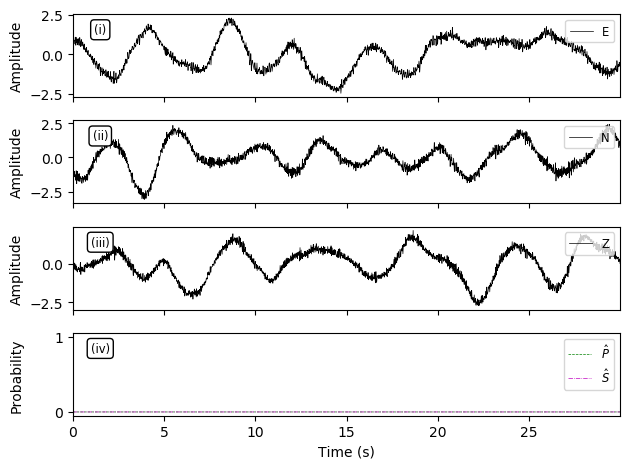 2.5
0.0
−2.5
Amplitude
(i)
E
2.5
0.0
−2.5
Amplitude
(ii)
N
0.0
−2.5
Amplitude
(iii)
Z
1
0
Probability
(iv)
P̂
Ŝ
0 5 10 15 20 25
Time (s)